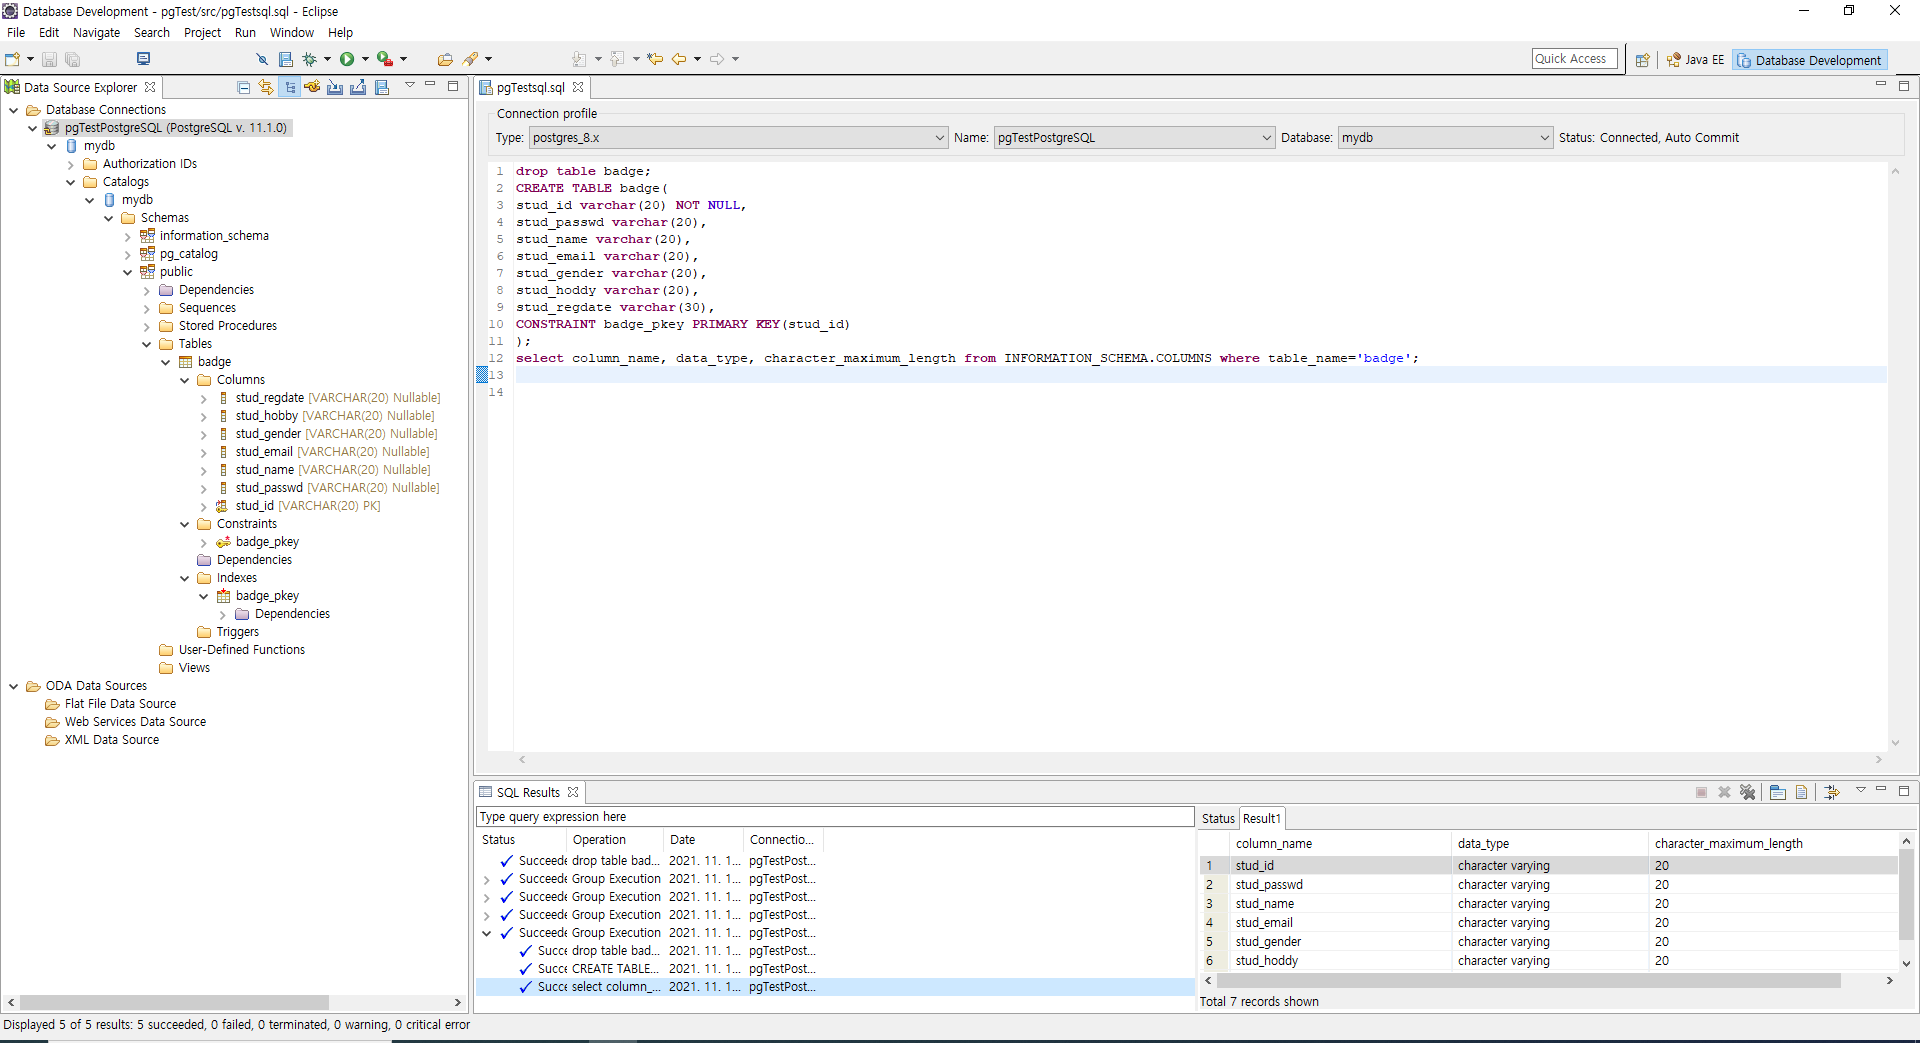 Database Development - pgTest/src/pgTestsql.sql - Eclipse
File Edit Navigate Search Project Run Window Help
Quick Access
Java EE
Database Development
Data Source Explorer
Database Connections
pgTestPostgreSQL (PostgreSQL v. 11.1.0)
mydb
Authorization IDs
Catalogs
mydb
Schemas
information_schema
pg_catalog
public
Dependencies
Sequences
Stored Procedures
Tables
badge
Columns
stud_regdate [VARCHAR(20) Nullable]
stud_hobby [VARCHAR(20) Nullable]
stud_gender [VARCHAR(20) Nullable]
stud_email [VARCHAR(20) Nullable]
stud_name [VARCHAR(20) Nullable]
stud_passwd [VARCHAR(20) Nullable]
stud_id [VARCHAR(20) PK]
Constraints
badge_pkey
Dependencies
Indexes
badge_pkey
Dependencies
Triggers
User-Defined Functions
Views
ODA Data Sources
Flat File Data Source
Web Services Data Source
XML Data Source
pgTestsql.sql
Connection profile
Type: postgres_8.x Name: pgTestPostgreSQL Database: mydb Status: Connected, Auto Commit
1 drop table badge;
2 CREATE TABLE badge(
3 stud_id varchar(20) NOT NULL,
4 stud_passwd varchar(20),
5 stud_name varchar(20),
6 stud_email varchar(20),
7 stud_gender varchar(20),
8 stud_hoddy varchar(20),
9 stud_regdate varchar(30),
10 CONSTRAINT badge_pkey PRIMARY KEY(stud_id)
11 );
12 select column_name, data_type, character_maximum_length from INFORMATION_SCHEMA.COLUMNS where table_name='badge';
13
14
SQL Results
Type query expression here
Status Operation Date Connectio...
Succeede drop table bad... 2021. 11. 1... pgTestPost...
Succeede Group Execution 2021. 11. 1... pgTestPost...
Succeede Group Execution 2021. 11. 1... pgTestPost...
Succeede Group Execution 2021. 11. 1... pgTestPost...
Succeede Group Execution 2021. 11. 1... pgTestPost...
Succe drop table bad... 2021. 11. 1... pgTestPost...
Succe CREATE TABLE... 2021. 11. 1... pgTestPost...
Succe select column_... 2021. 11. 1... pgTestPost...
Status Result1
column_name data_type character_maximum_length
1 stud_id character varying 20
2 stud_passwd character varying 20
3 stud_name character varying 20
4 stud_email character varying 20
5 stud_gender character varying 20
6 stud_hoddy character varying 20
Total 7 records shown
Displayed 5 of 5 results: 5 succeeded, 0 failed, 0 terminated, 0 warning, 0 critical error